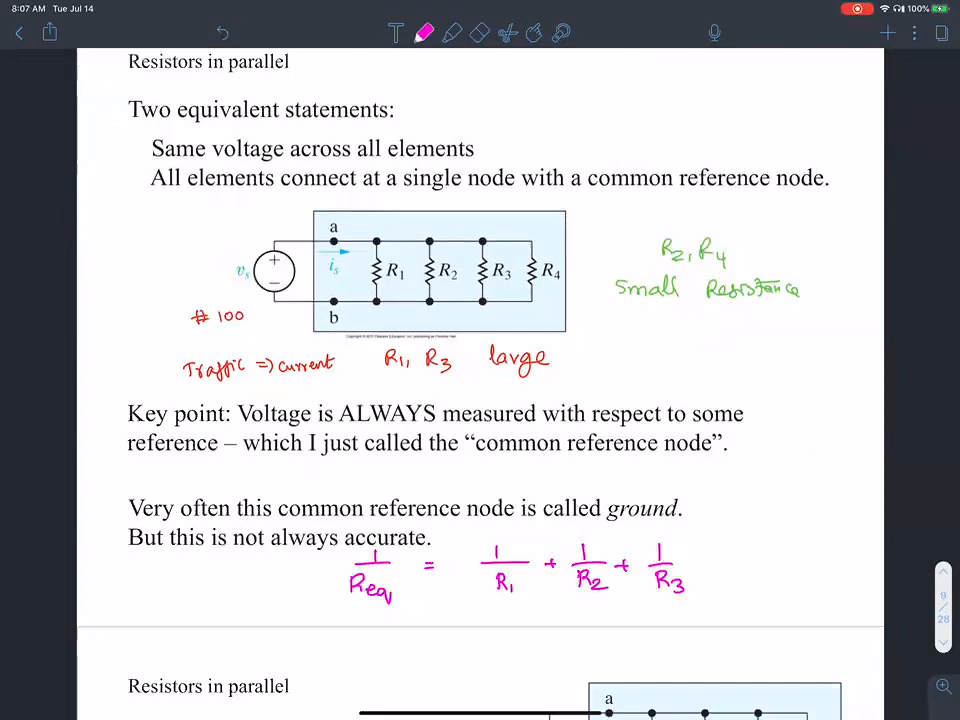 8:07 AM Tue Jul 14
100%
Resistors in parallel
Two equivalent statements:
Same voltage across all elements
All elements connect at a single node with a common reference node.
a
vs + − is R1 R2 R3 R4
b
R2, R4
Small Resistance
# 100
Traffic => current
R1, R3 large
Key point: Voltage is ALWAYS measured with respect to some
reference – which I just called the “common reference node”.
Very often this common reference node is called ground.
But this is not always accurate.
1/Req = 1/R1 + 1/R2 + 1/R3
9 / 28
Resistors in parallel
a